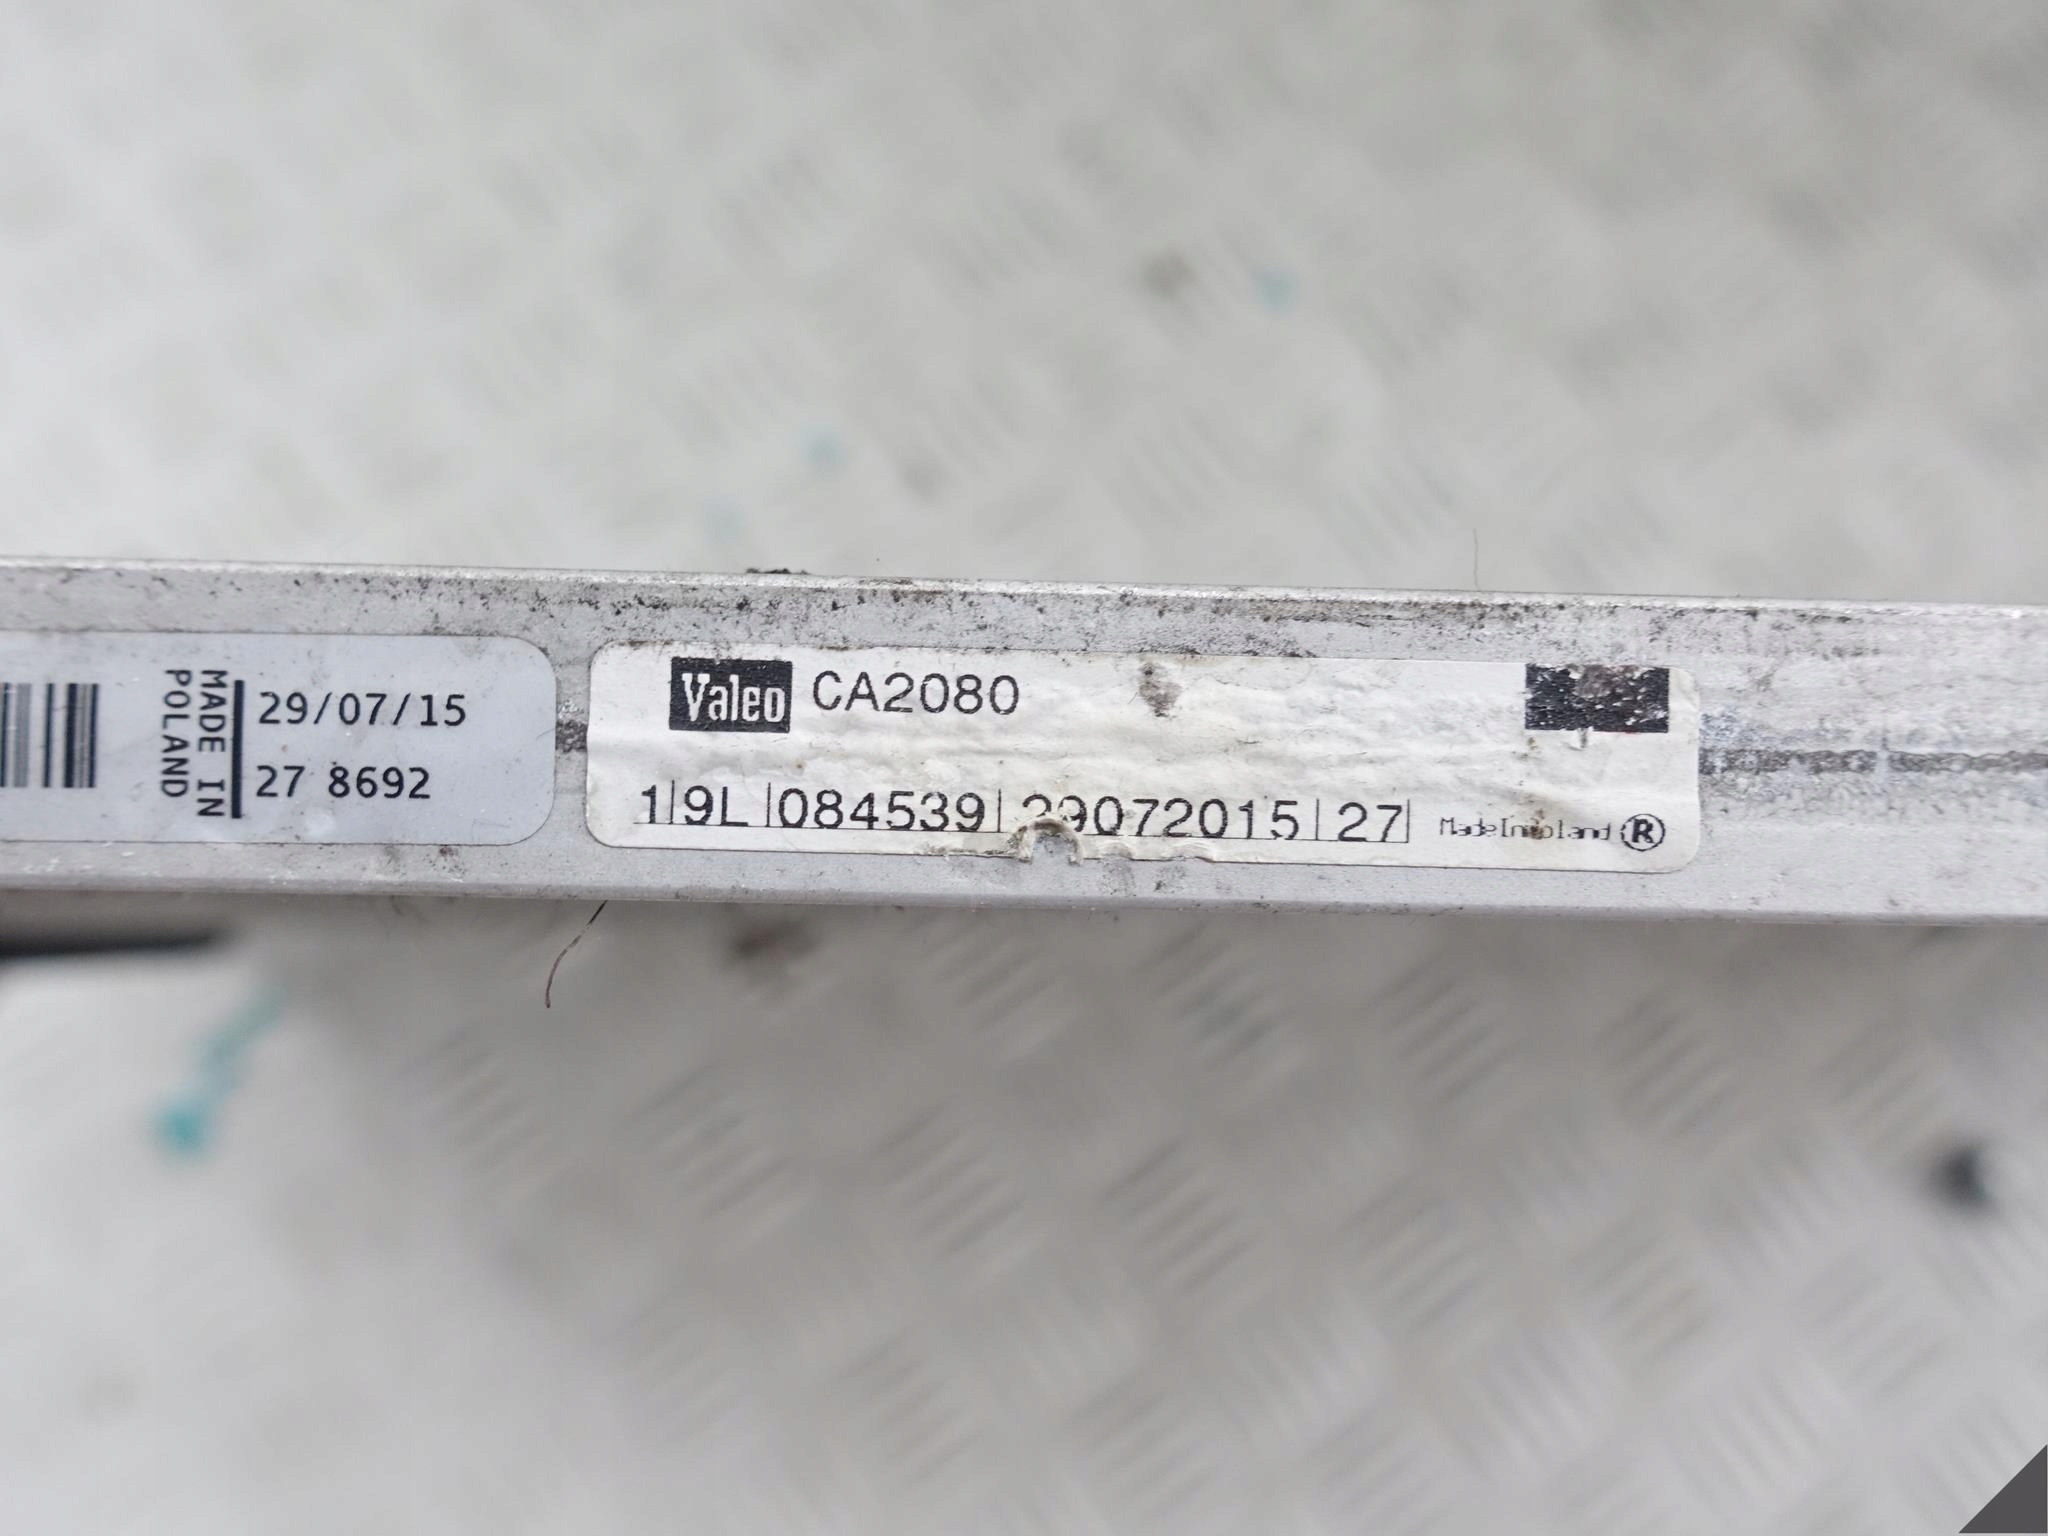 MADE IN
POLAND
29/07/15
27 8692
Valeo CA2080
1|9L|084539|29072015|27| MadeInPoland ®